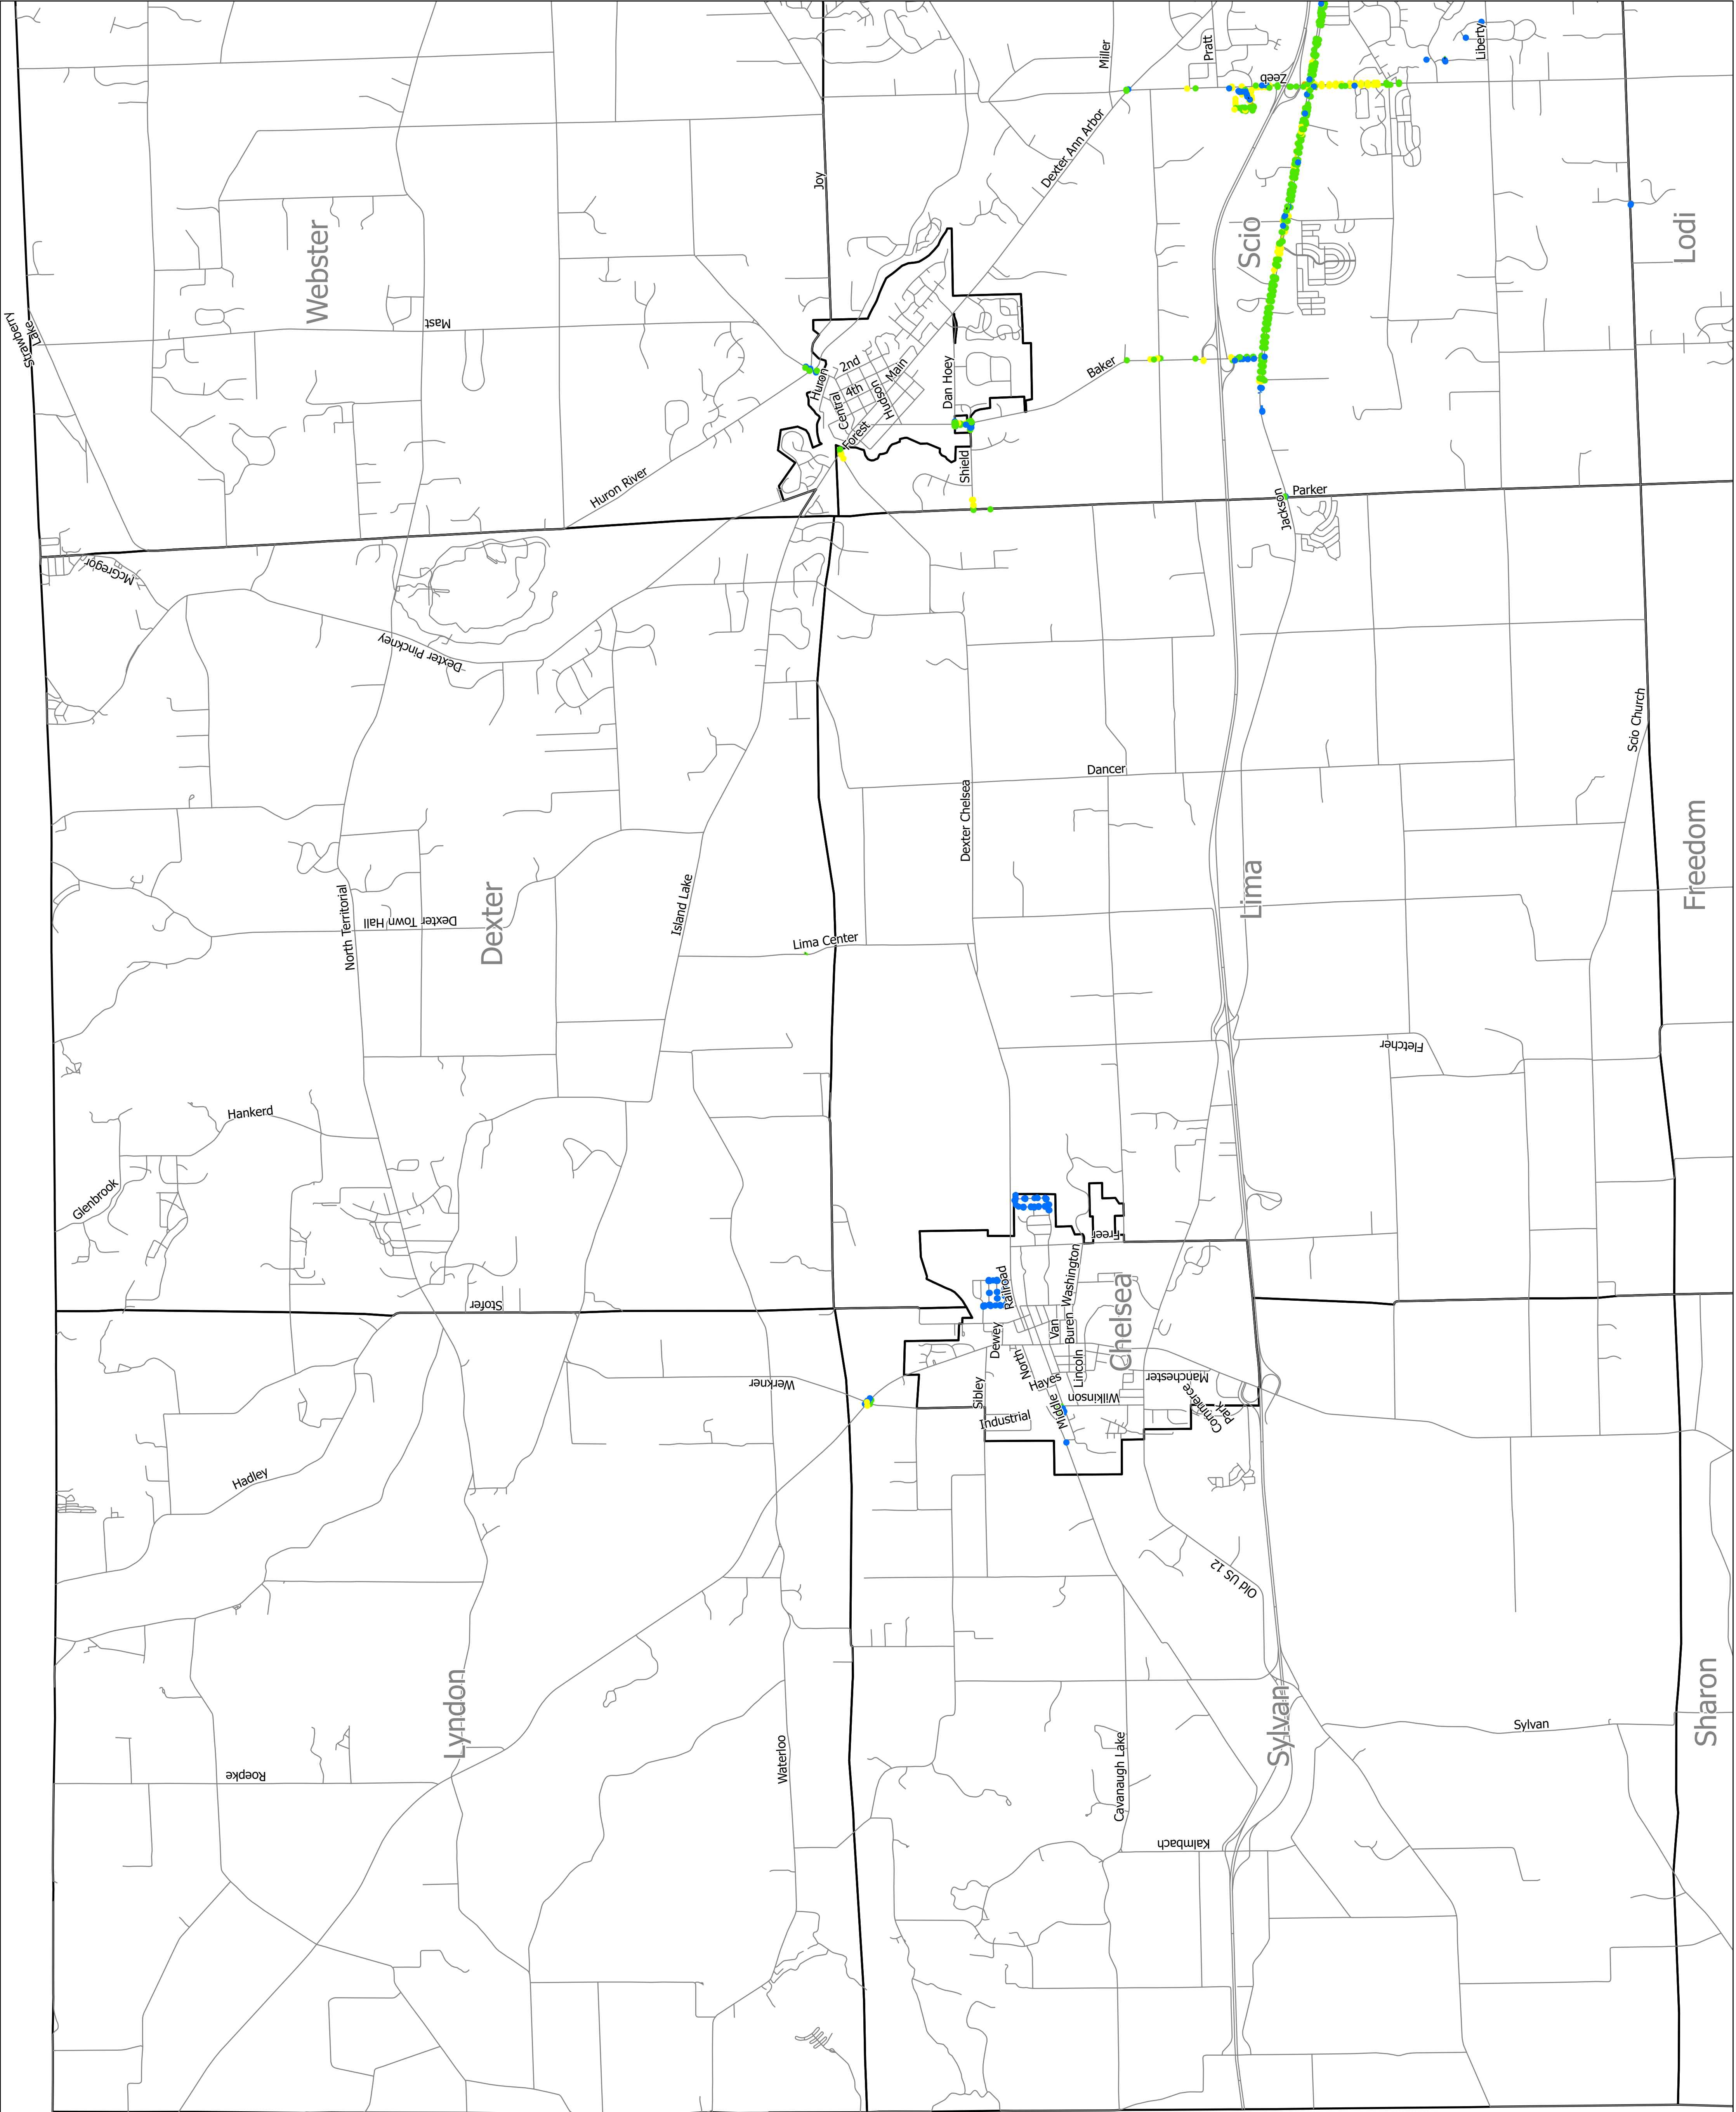 Miller
Pratt
Liberty
Zeeb
Dexter Ann Arbor
Joy
Webster
Scio
Lodi
Strawberry
Lake
Mast
2nd
Main
Huron
4th
Hudson
Central
Dan Hoey
Baker
Forest
Shield
Huron River
Parker
Jackson
McGregor
Dexter Pinckney
Scio Church
Dancer
Dexter Chelsea
Freedom
Lima
Dexter
North Territorial
Dexter Town Hall
Island Lake
Lima Center
Fletcher
Hankerd
Glenbrook
Freer
Washington
Railroad
Stofer
Chelsea
Van
Buren
Dewey
North
Lincoln
Hayes
Werkner
Sibley
Wilkinson
Manchester
Commerce
Park
Middle
Industrial
Hadley
Old US 12
Lyndon
Sylvan
Sylvan
Sharon
Waterloo
Cavanaugh Lake
Roepke
Kalmbach